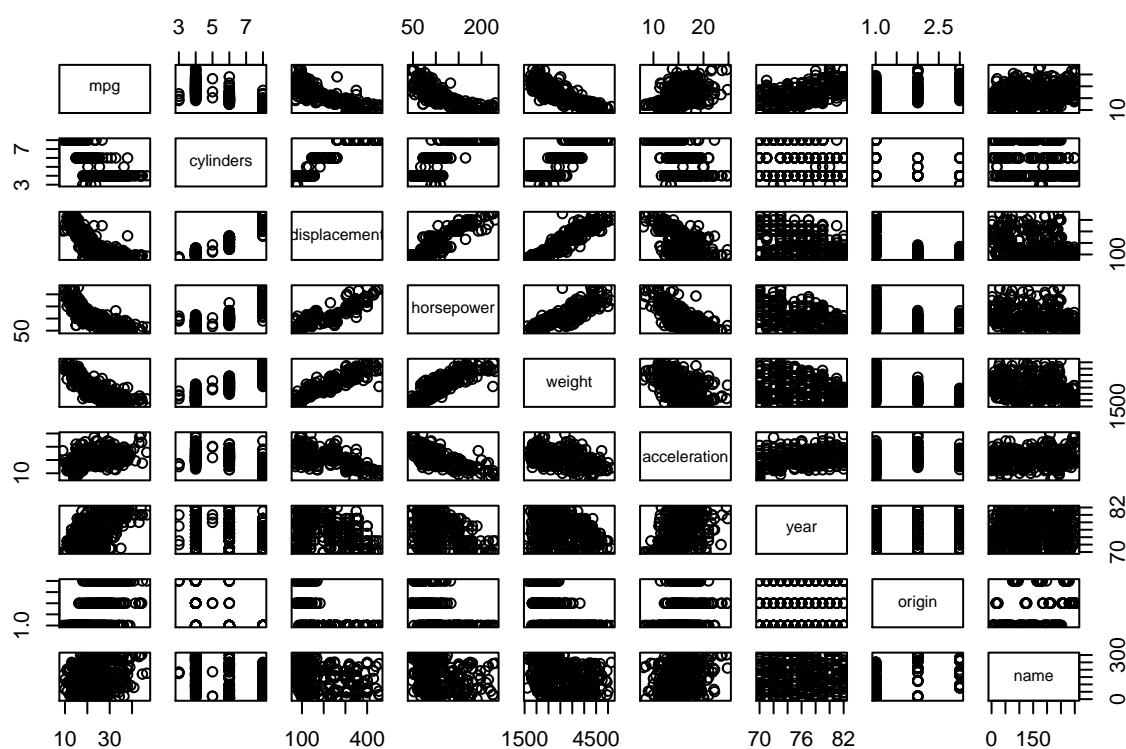 3 5 7 50 200 10 20 1.0 2.5
mpg 10
7 3 cylinders
displacement 100
50 horsepower
weight 1500
10 acceleration
year 82 70
1.0 origin
name 300 0
10 30 100 400 1500 4500 70 76 82 0 150